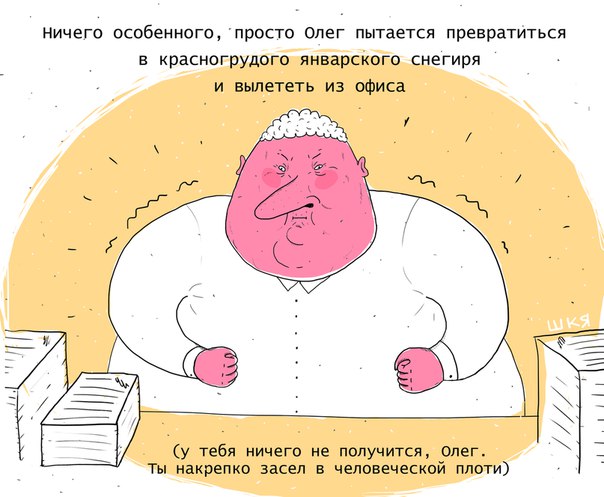 Ничего особенного, просто Олег пытается превратиться
в красногрудого январского снегиря
и вылететь из офиса
шкя
(у тебя ничего не получится, Олег.
Ты накрепко засел в человеческой плоти)